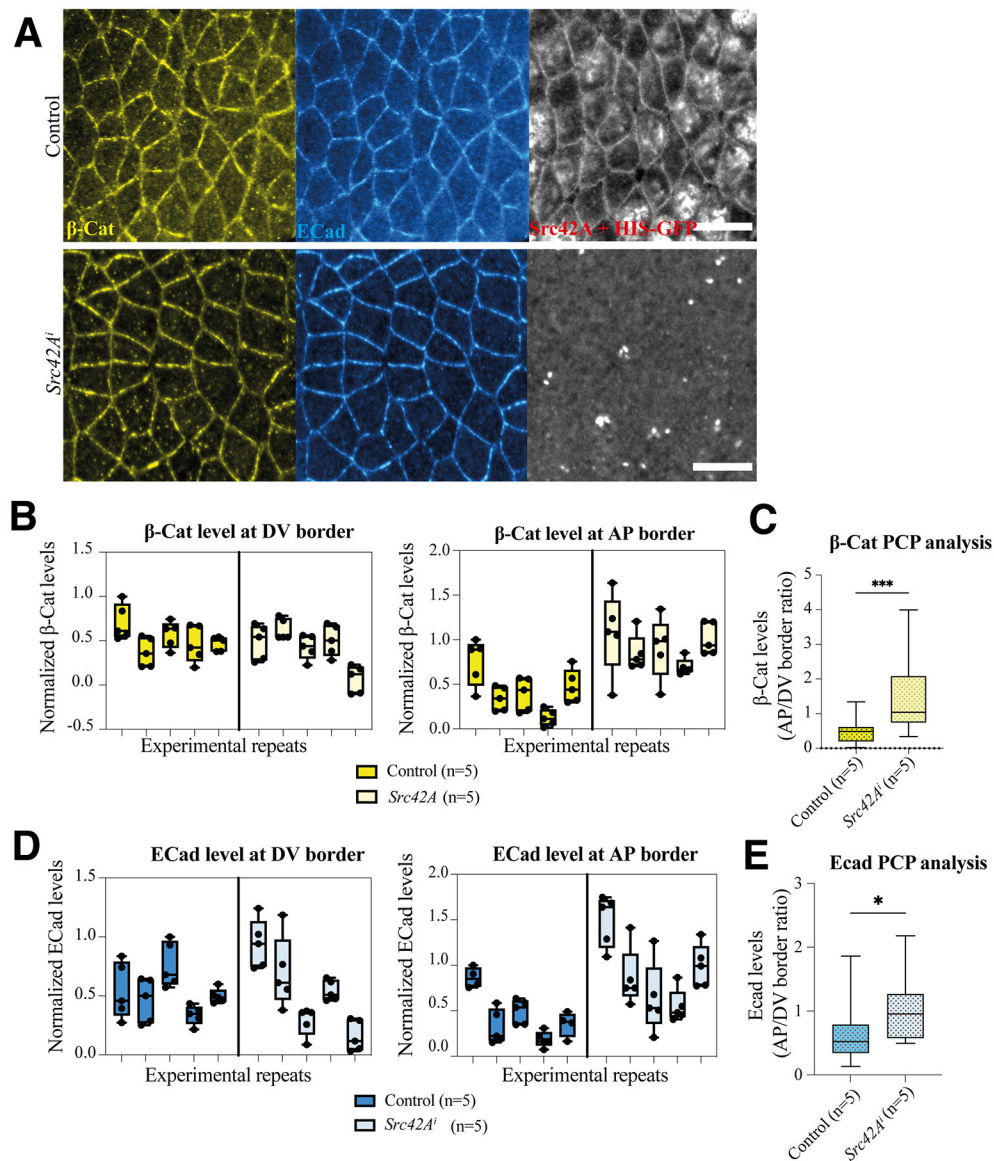 A
Control
β-Cat
ECad
Src42A + HIS-GFP
Src42Aⁱ
B
β-Cat level at DV border
Normalized β-Cat levels
1.5
1.0
0.5
0.0
-0.5
β-Cat level at AP border
Normalized β-Cat levels
2.0
1.5
1.0
0.5
0.0
Experimental repeats
Experimental repeats
Control (n=5)
Src42A (n=5)
C
β-Cat PCP analysis
β-Cat levels
(AP/DV border ratio)
5
4
3
2
1
0
***
Control (n=5)
Src42Aⁱ (n=5)
D
ECad level at DV border
Normalized ECad levels
1.5
1.0
0.5
0.0
ECad level at AP border
Normalized ECad levels
2.0
1.5
1.0
0.5
0.0
Experimental repeats
Experimental repeats
Control (n=5)
Src42Aⁱ (n=5)
E
Ecad PCP analysis
Ecad levels
(AP/DV border ratio)
3
2
1
0
*
Control (n=5)
Src42Aⁱ (n=5)